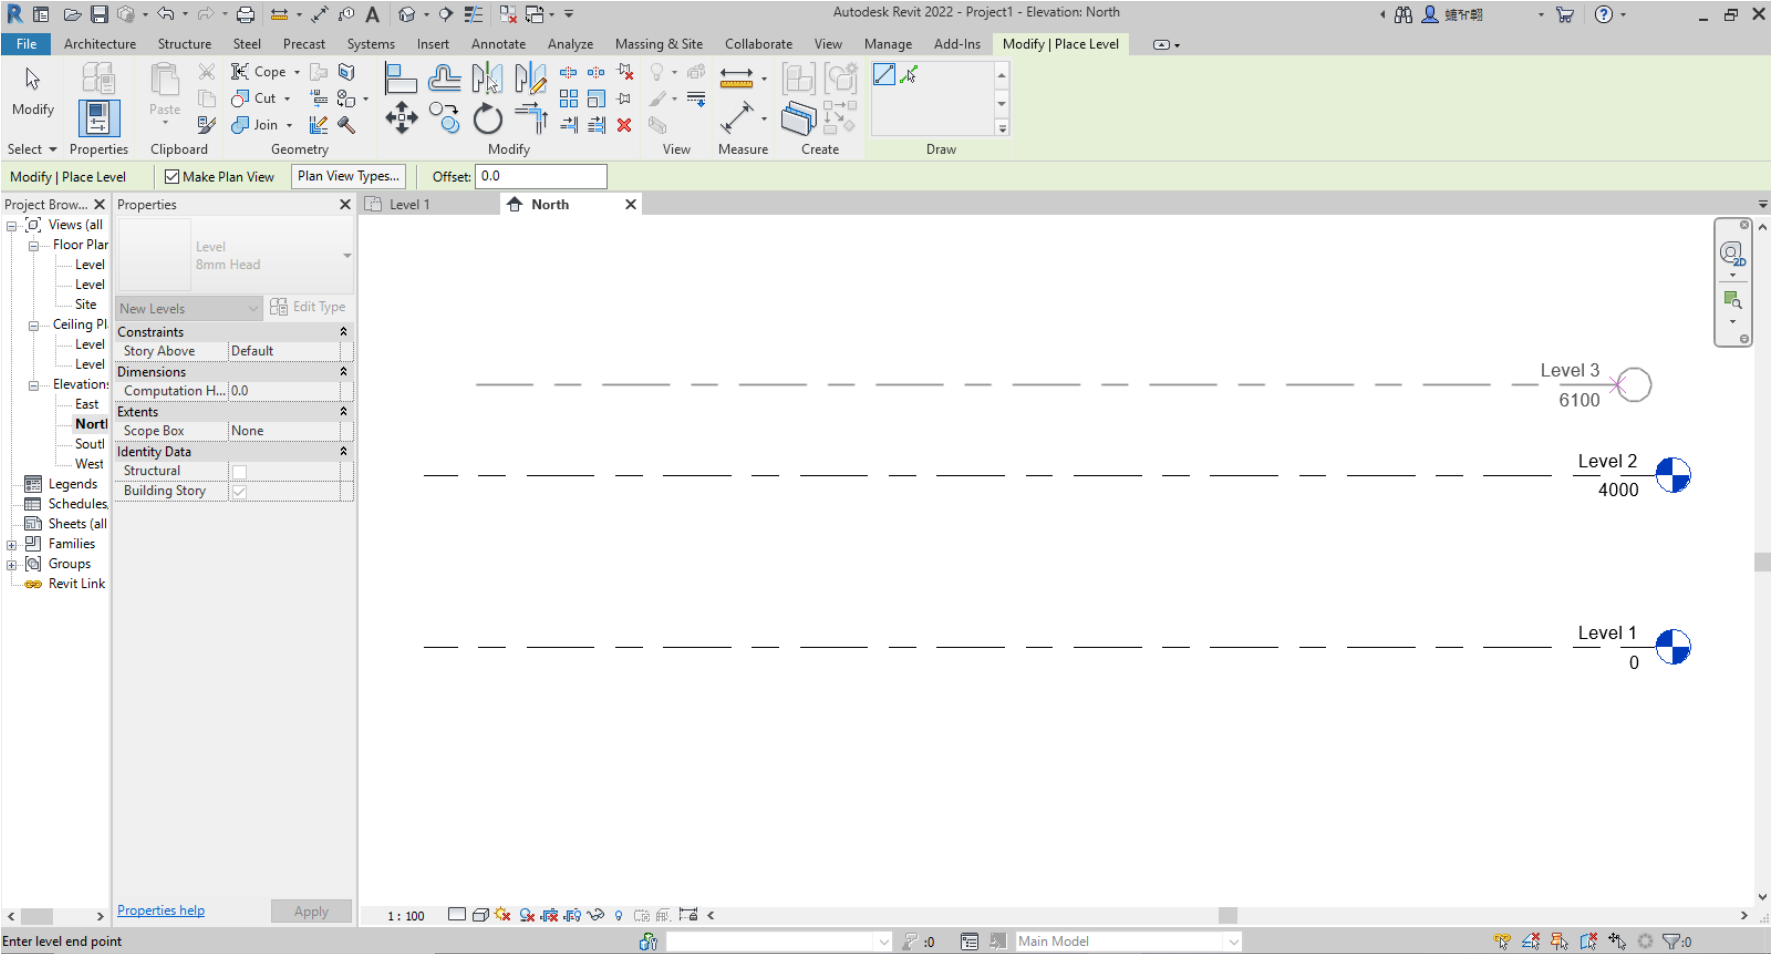 Autodesk Revit 2022 - Project1 - Elevation: North
File Architecture Structure Steel Precast Systems Insert Annotate Analyze Massing & Site Collaborate View Manage Add-Ins Modify | Place Level
Modify
Paste
Cope
Cut
Join
Select Properties Clipboard Geometry Modify View Measure Create Draw
Modify | Place Level Make Plan View Plan View Types... Offset: 0.0
Project Brow...
Views (all
Floor Plan
Level
Level
Site
Ceiling Pl
Level
Level
Elevations
East
North
South
West
Legends
Schedules,
Sheets (all
Families
Groups
Revit Link
Properties
Level
8mm Head
New Levels Edit Type
Constraints
Story Above Default
Dimensions
Computation H... 0.0
Extents
Scope Box None
Identity Data
Structural
Building Story
Properties help Apply
Level 1 North
2D
Level 3
6100
Level 2
4000
Level 1
0
1 : 100
Enter level end point
:0
Main Model
:0